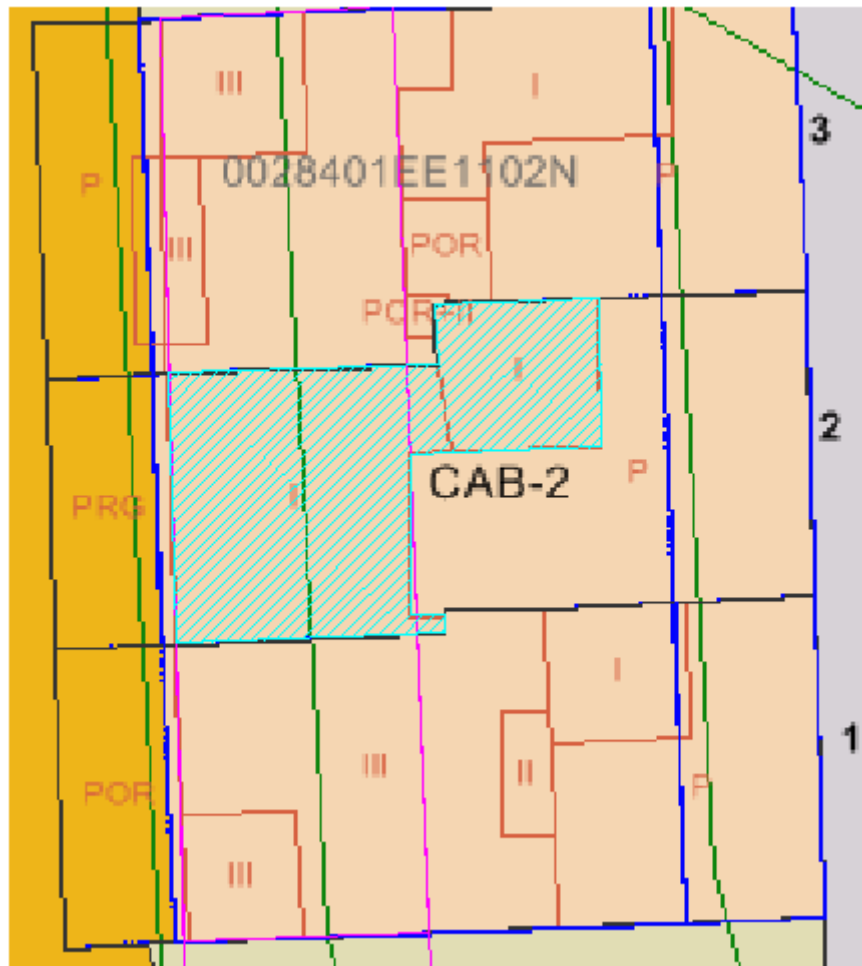 III
I
3
0028401EE1102N
P
P
III
POR
POR+II
I
2
CAB-2
P
I
PRG
I
1
III
II
P
POR
III